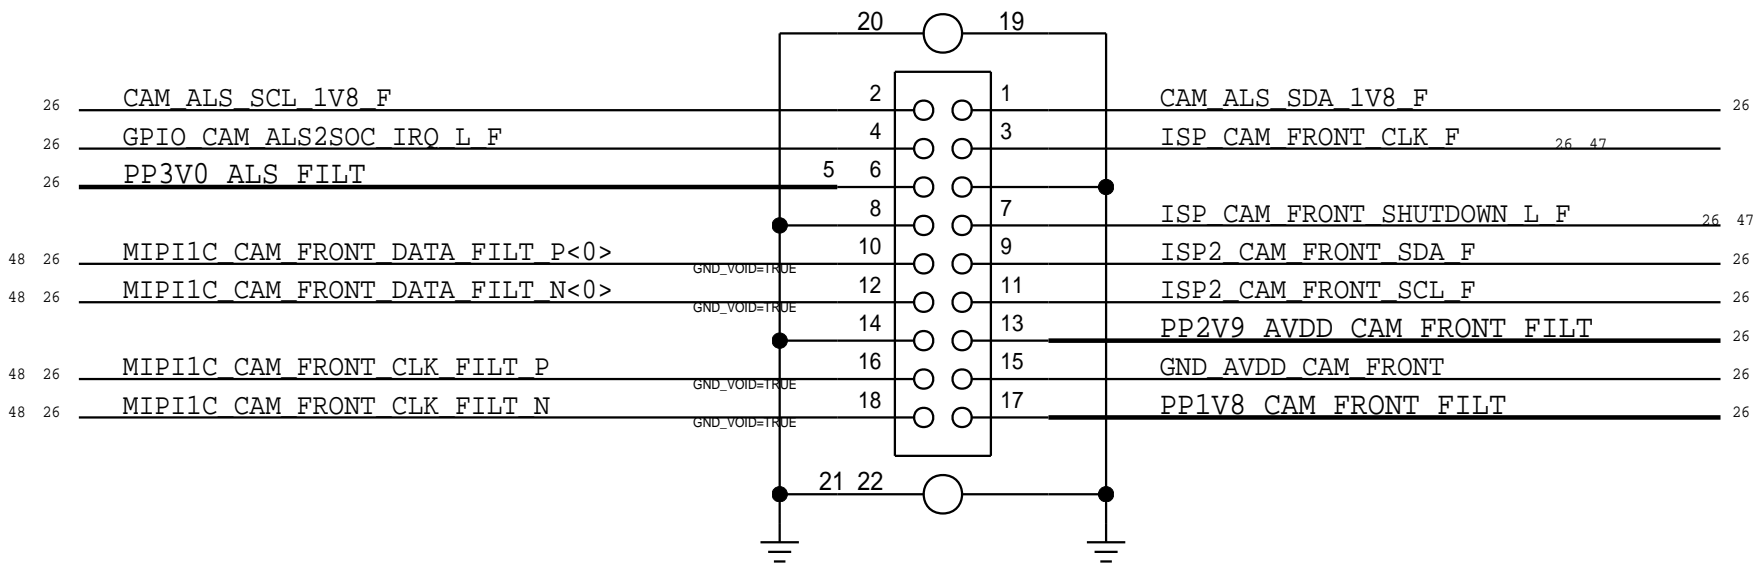 20 19
26 CAM_ALS_SCL_1V8_F 2 1 CAM_ALS_SDA_1V8_F 26
26 GPIO_CAM_ALS2SOC_IRQ_L_F 4 3 ISP_CAM_FRONT_CLK_F 26 47
26 PP3V0_ALS_FILT 5 6
8 7 ISP_CAM_FRONT_SHUTDOWN_L_F 26 47
48 26 MIPI1C_CAM_FRONT_DATA_FILT_P<0> GND_VOID=TRUE 10 9 ISP2_CAM_FRONT_SDA_F 26
48 26 MIPI1C_CAM_FRONT_DATA_FILT_N<0> GND_VOID=TRUE 12 11 ISP2_CAM_FRONT_SCL_F 26
14 13 PP2V9_AVDD_CAM_FRONT_FILT 26
48 26 MIPI1C_CAM_FRONT_CLK_FILT_P GND_VOID=TRUE 16 15 GND_AVDD_CAM_FRONT 26
48 26 MIPI1C_CAM_FRONT_CLK_FILT_N GND_VOID=TRUE 18 17 PP1V8_CAM_FRONT_FILT 26
21 22